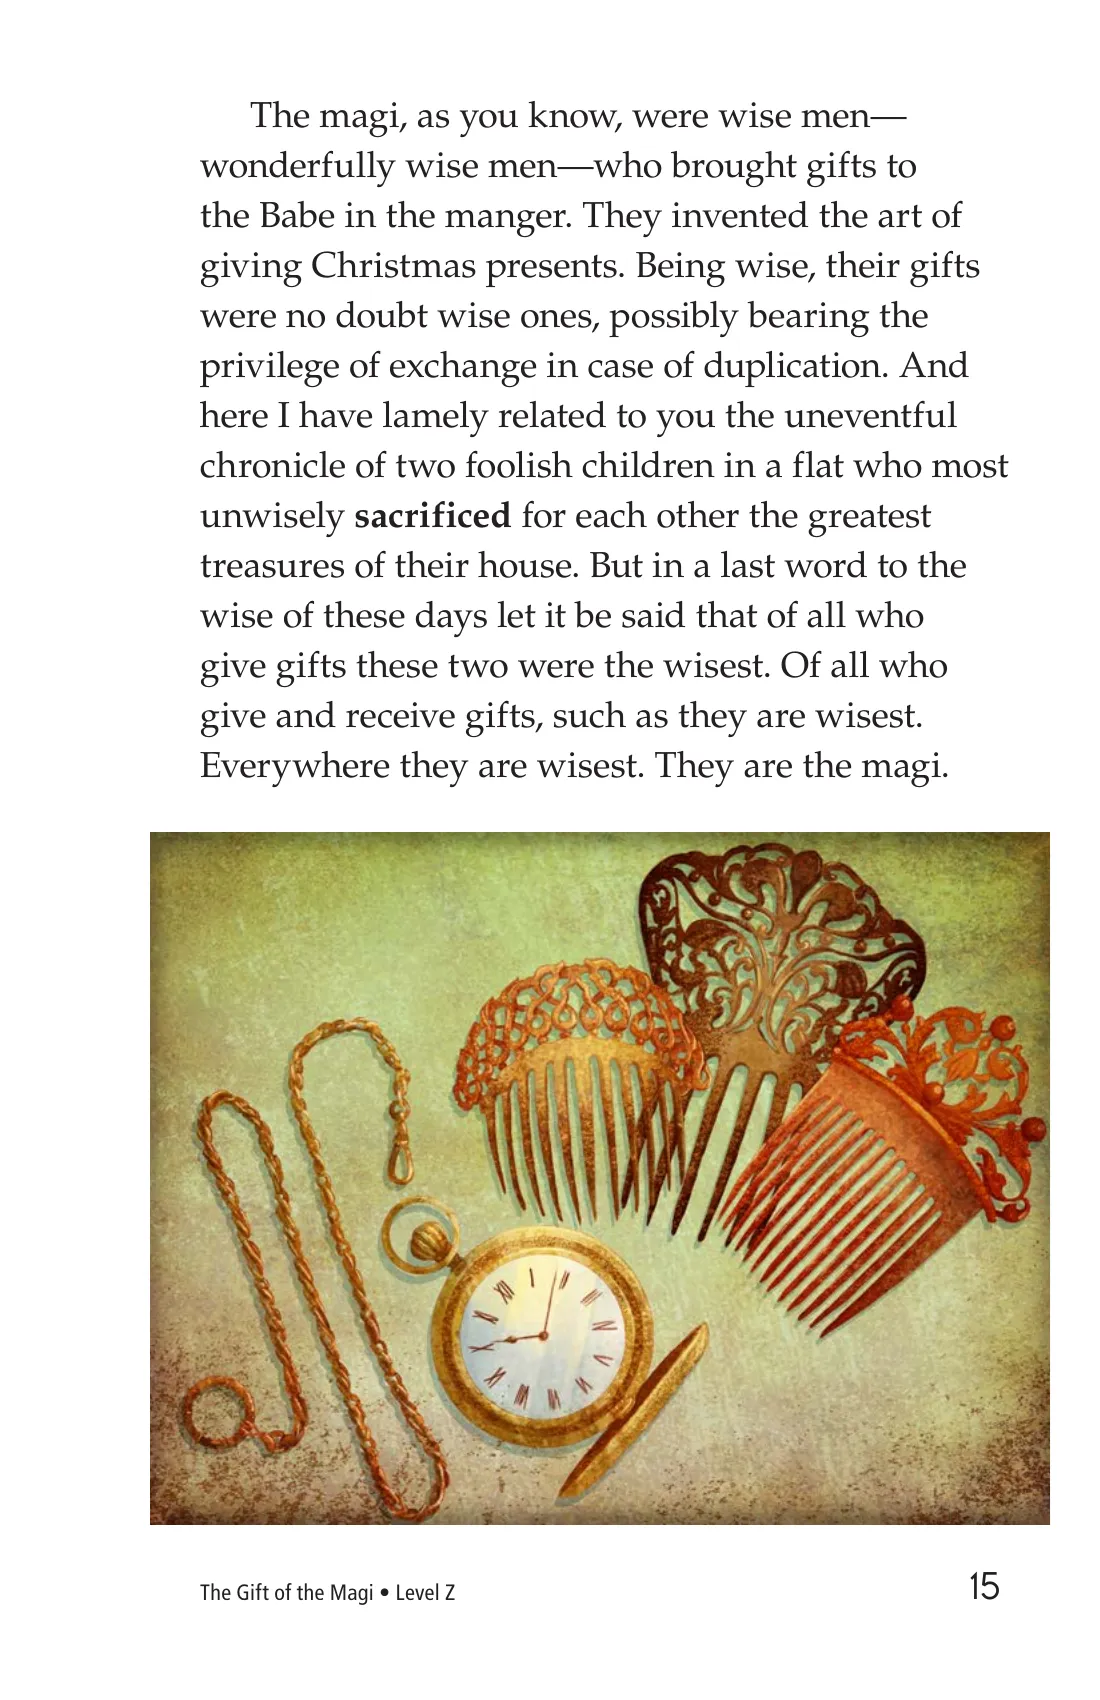 The magi, as you know, were wise men—
wonderfully wise men—who brought gifts to
the Babe in the manger. They invented the art of
giving Christmas presents. Being wise, their gifts
were no doubt wise ones, possibly bearing the
privilege of exchange in case of duplication. And
here I have lamely related to you the uneventful
chronicle of two foolish children in a flat who most
unwisely sacrificed for each other the greatest
treasures of their house. But in a last word to the
wise of these days let it be said that of all who
give gifts these two were the wisest. Of all who
give and receive gifts, such as they are wisest.
Everywhere they are wisest. They are the magi.
The Gift of the Magi • Level Z
15